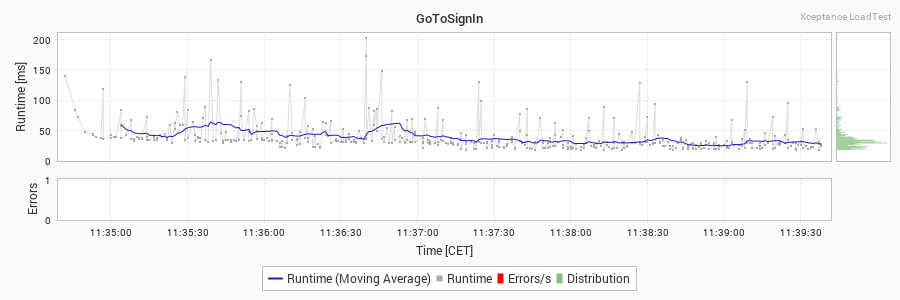 GoToSignIn
Xceptance LoadTest
Runtime [ms]
200
150
100
50
0
Errors
1
0
11:35:00 11:35:30 11:36:00 11:36:30 11:37:00 11:37:30 11:38:00 11:38:30 11:39:00 11:39:30
Time [CET]
Runtime (Moving Average) Runtime Errors/s Distribution